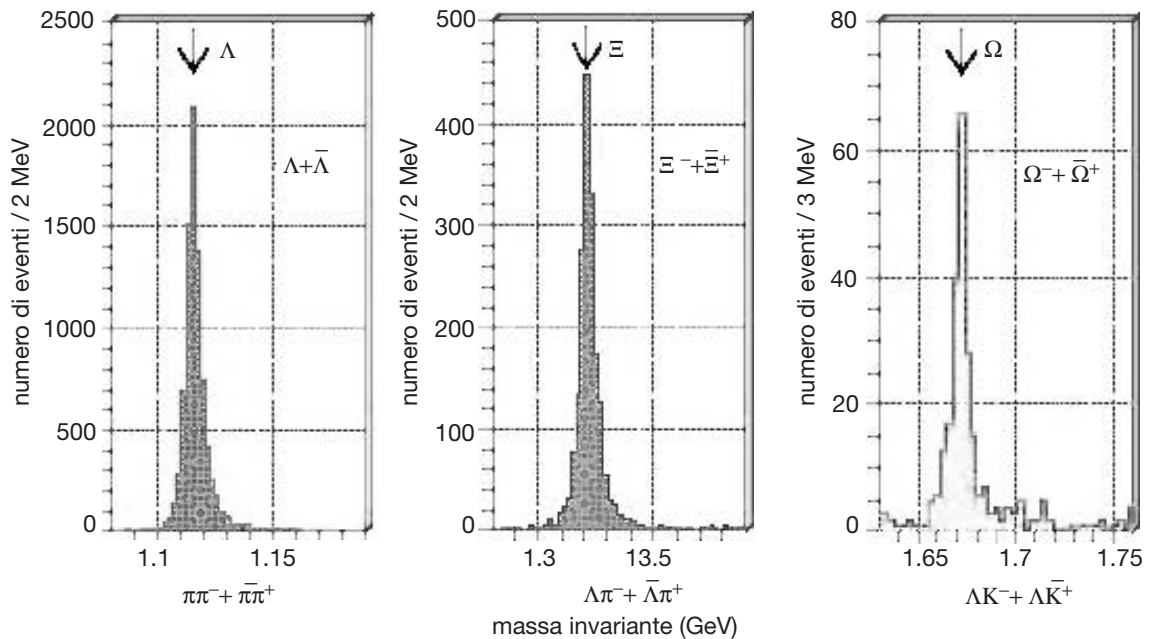 numero di eventi / 2 MeV
2500
2000
1500
1000
500
0
Λ
Λ+Λ̄
1.1
1.15
ππ⁻+ π̄π⁺
numero di eventi / 2 MeV
500
400
300
200
100
0
Ξ
Ξ⁻+Ξ̄⁺
1.3
13.5
Λπ⁻+ Λ̄π⁺
numero di eventi / 3 MeV
80
60
40
20
0
Ω
Ω⁻+ Ω̄⁺
1.65
1.7
1.75
ΛK⁻+ ΛK̄⁺
massa invariante (GeV)